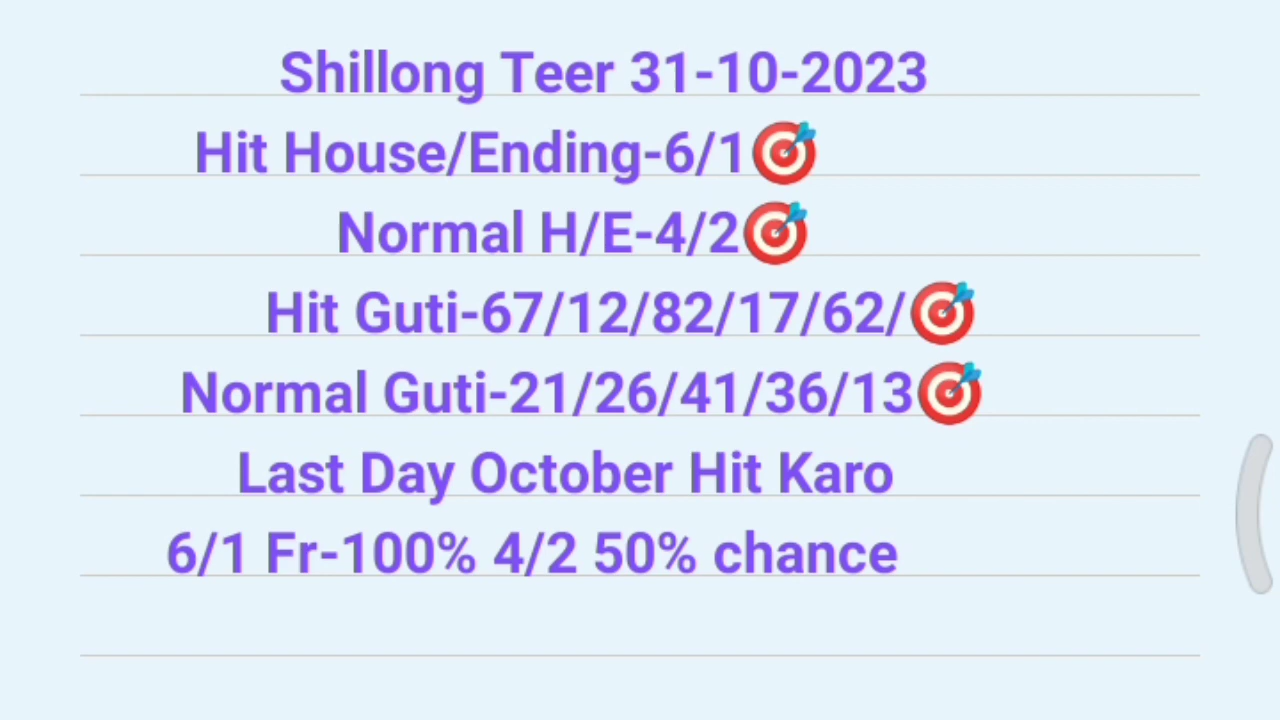 Shillong Teer 31-10-2023
Hit House/Ending-6/1🎯
Normal H/E-4/2🎯
Hit Guti-67/12/82/17/62/🎯
Normal Guti-21/26/41/36/13🎯
Last Day October Hit Karo
6/1 Fr-100% 4/2 50% chance